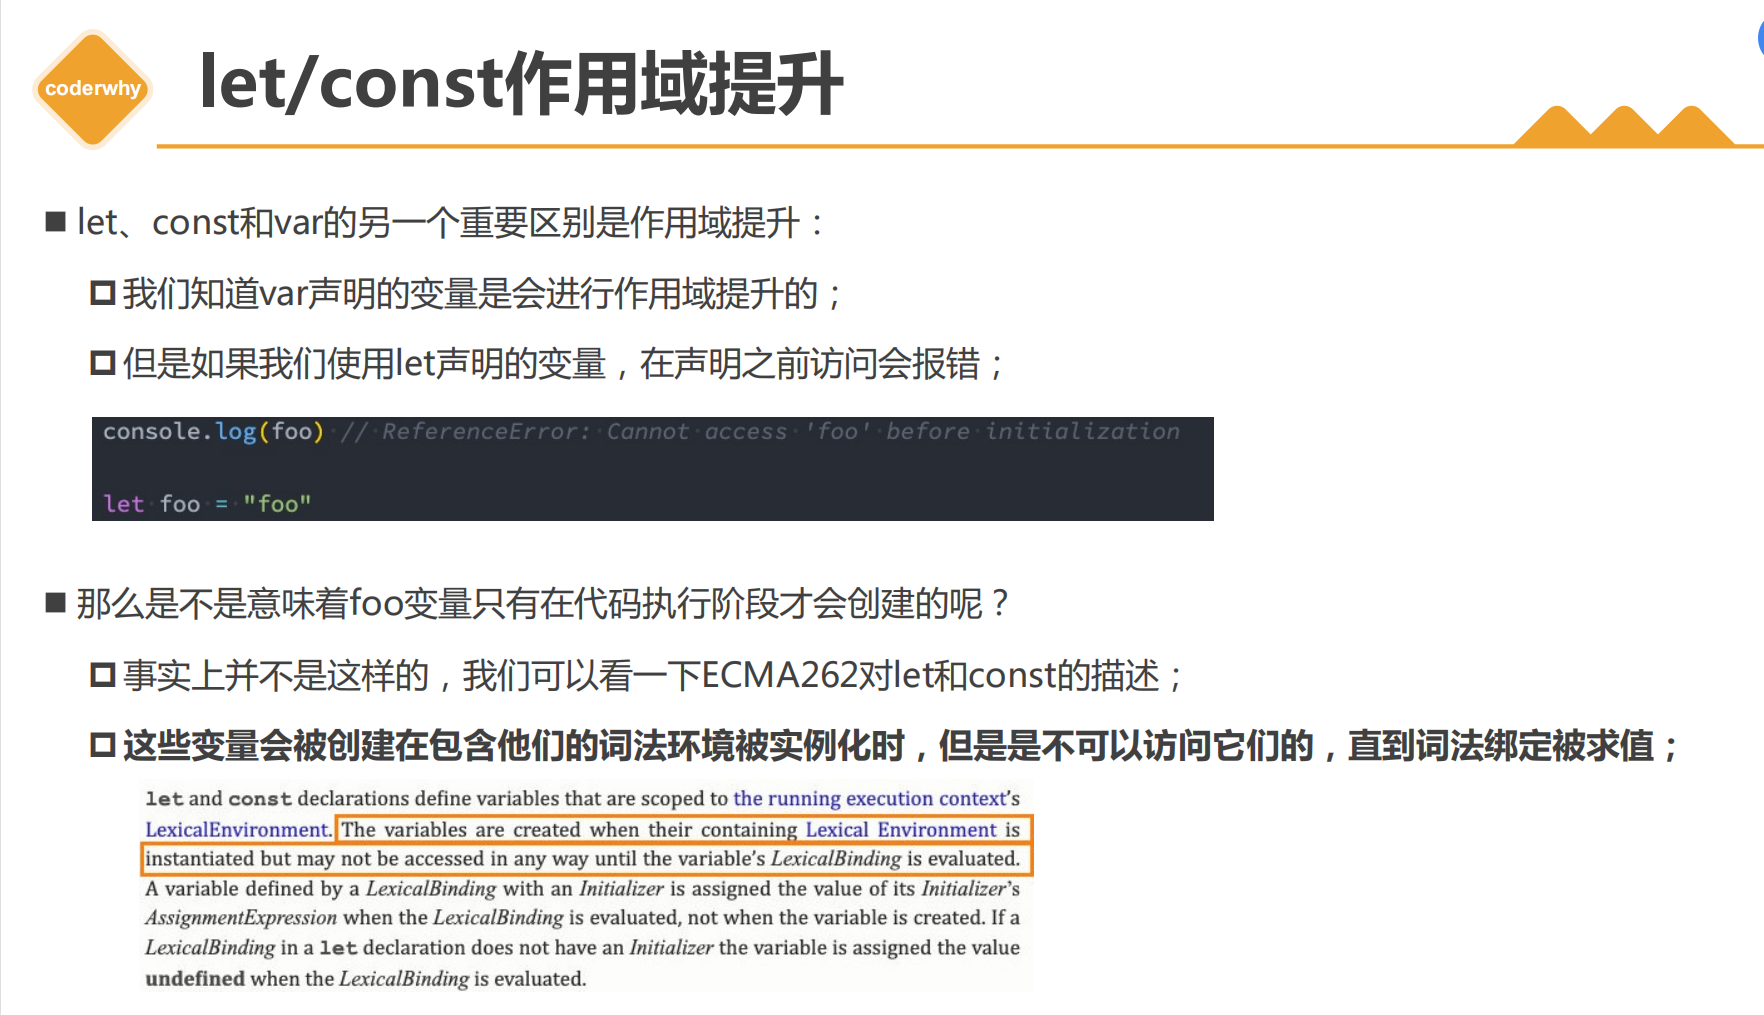 coderwhy
let/const作用域提升
let、const和var的另一个重要区别是作用域提升：
我们知道var声明的变量是会进行作用域提升的；
但是如果我们使用let声明的变量，在声明之前访问会报错；
console.log(foo) // ReferenceError: Cannot access 'foo' before initialization
let foo = "foo"
那么是不是意味着foo变量只有在代码执行阶段才会创建的呢？
事实上并不是这样的，我们可以看一下ECMA262对let和const的描述；
这些变量会被创建在包含他们的词法环境被实例化时，但是是不可以访问它们的，直到词法绑定被求值；
let and const declarations define variables that are scoped to the running execution context's
LexicalEnvironment. The variables are created when their containing Lexical Environment is
instantiated but may not be accessed in any way until the variable's LexicalBinding is evaluated.
A variable defined by a LexicalBinding with an Initializer is assigned the value of its Initializer's
AssignmentExpression when the LexicalBinding is evaluated, not when the variable is created. If a
LexicalBinding in a let declaration does not have an Initializer the variable is assigned the value
undefined when the LexicalBinding is evaluated.